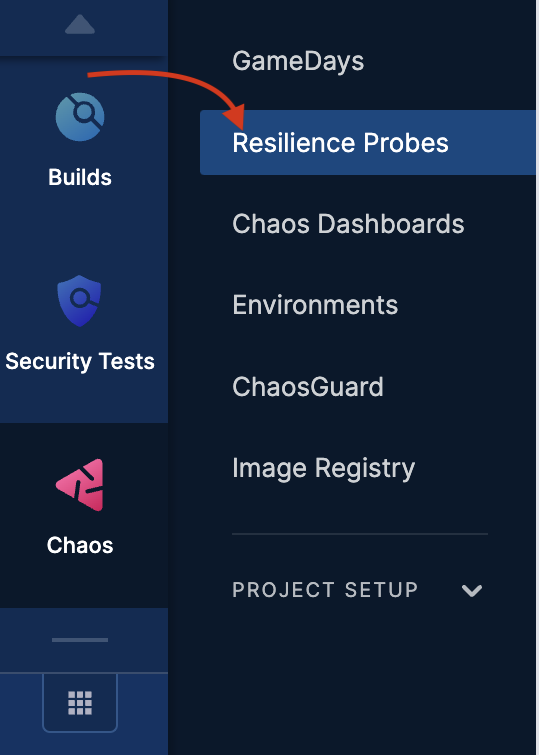 Builds
Security Tests
Chaos
GameDays
Resilience Probes
Chaos Dashboards
Environments
ChaosGuard
Image Registry
PROJECT SETUP